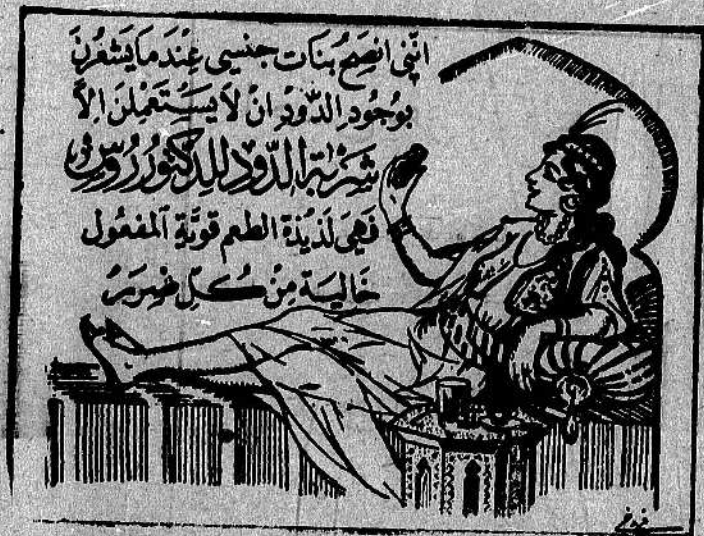 انني انصح بنات جنسي عندما يشعرن
بوجود الدود ان لا يستعملن الا
شربة الدود للدكتور روس
فهي لذيذة الطعم قوية المفعول
خالية من كل ضرر